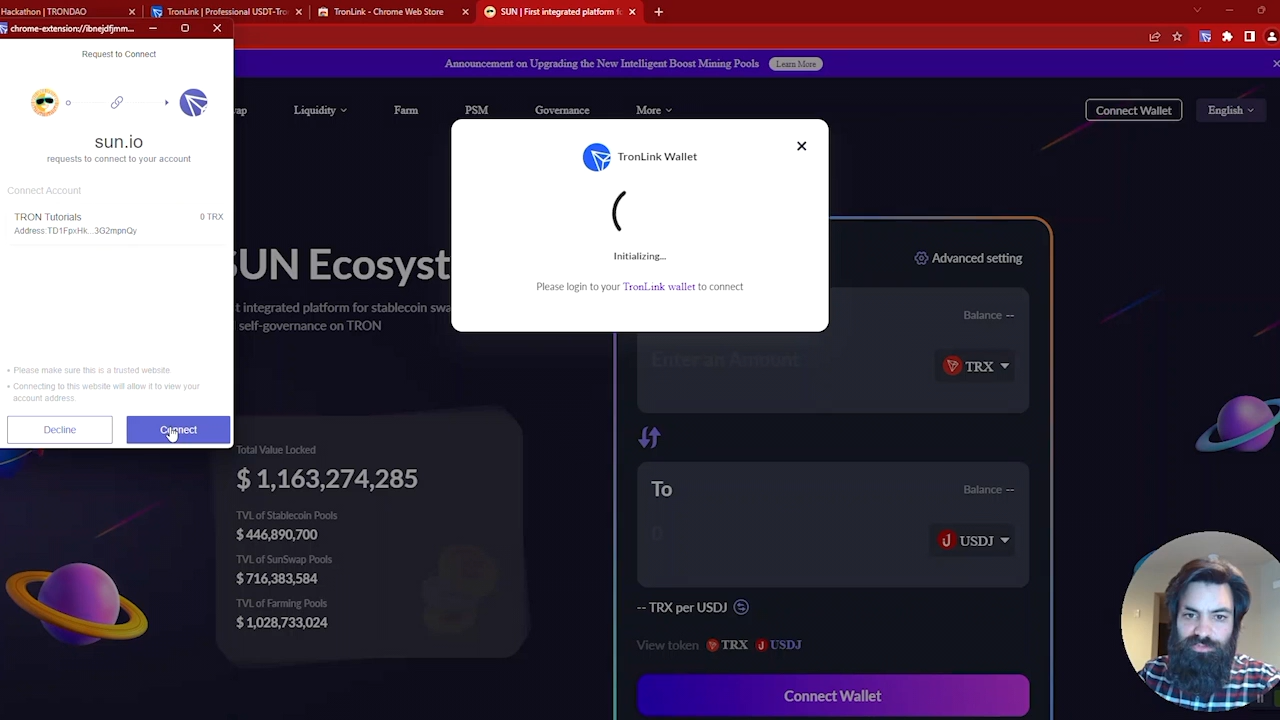 Hackathon | TRONDAO
TronLink | Professional USDT-Tro
TronLink - Chrome Web Store
SUN | First integrated platform fo
chrome-extension://ibnejdfjmm...
Announcement on Upgrading the New Intelligent Boost Mining Pools
Learn More
Liquidity
Farm
PSM
Governance
More
Connect Wallet
English
Request to Connect
sun.io
requests to connect to your account
Connect Account
TRON Tutorials
0 TRX
Address:TD1FpxHk...3G2mpnQy
Please make sure this is a trusted website
Connecting to this website will allow it to view your
account address.
Decline
Connect
TronLink Wallet
Initializing...
Please login to your TronLink wallet to connect
SUN Ecosyst
t integrated platform for stablecoin swa
self-governance on TRON
Total Value Locked
$ 1,163,274,285
TVL of Stablecoin Pools
$ 446,890,700
TVL of SunSwap Pools
$ 716,383,584
TVL of Farming Pools
$ 1,028,733,024
Advanced setting
Balance --
Enter an Amount
TRX
To
Balance --
0
USDJ
-- TRX per USDJ
View token TRX USDJ
Connect Wallet